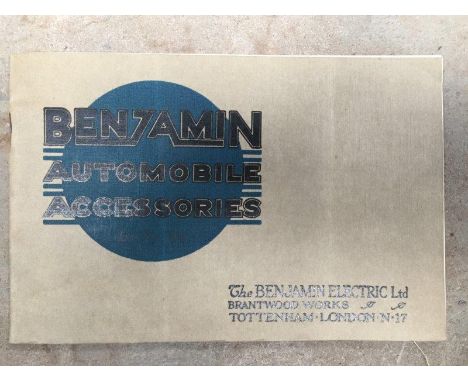 BENJAMIN
AUTOMOBILE
ACCESSORIES
The BENJAMIN ELECTRIC Ltd
BRANTWOOD WORKS
TOTTENHAM·LONDON·N·17